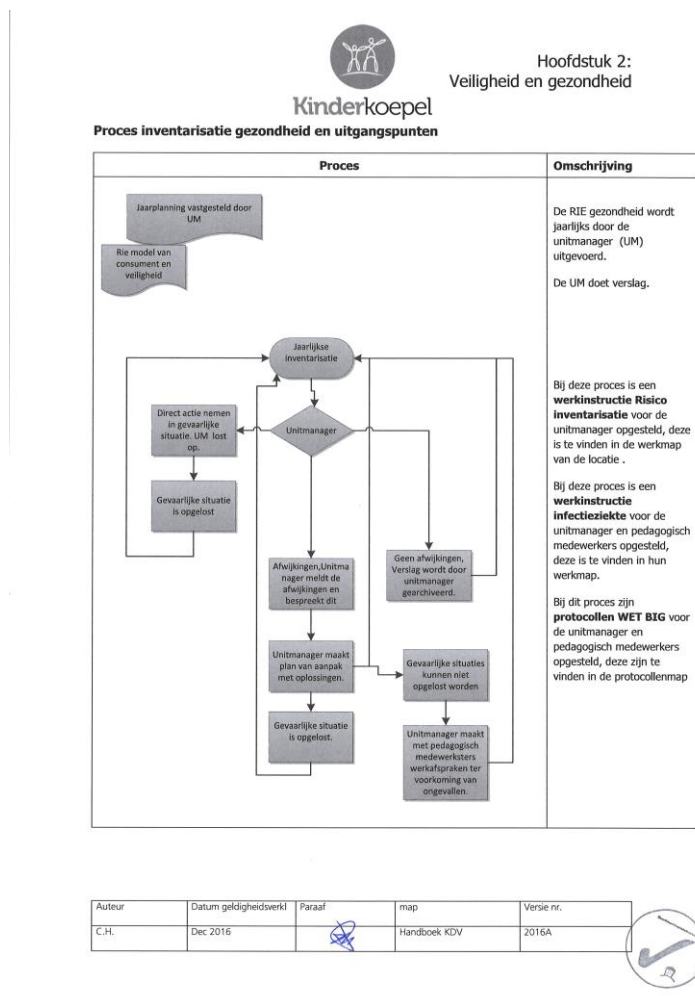 Hoofdstuk 2:
Veiligheid en gezondheid
Kinderkoepel
Proces inventarisatie gezondheid en uitgangspunten
Proces
Omschrijving
Jaarplanning vastgesteld door
UM
Rie model van
consument en
veiligheid
De RIE gezondheid wordt
jaarlijks door de
unitmanager (UM)
uitgevoerd.
De UM doet verslag.
Jaarlijkse
inventarisatie
Direct actie nemen
in gevaarlijke
situatie. UM lost
op.
Unitmanager
Gevaarlijke situatie
is opgelost
Afwijkingen,Unitma
nager meldt de
afwijkingen en
bespreekt dit
Geen afwijkingen,
Verslag wordt door
unitmanager
gearchiveerd.
Unitmanager maakt
plan van aanpak
met oplossingen.
Gevaarlijke situaties
kunnen niet
opgelost worden
Gevaarlijke situatie
is opgelost.
Unitmanager maakt
met pedagogisch
medewerksters
werkafspraken ter
voorkoming van
ongevallen.
Bij deze proces is een
werkinstructie Risico
inventarisatie voor de
unitmanager opgesteld, deze
is te vinden in de werkmap
van de locatie .
Bij deze proces is een
werkinstructie
infectieziekte voor de
unitmanager en pedagogisch
medewerkers opgesteld,
deze is te vinden in hun
werkmap.
Bij dit proces zijn
protocollen WET BIG voor
de unitmanager en
pedagogisch medewerkers
opgesteld, deze zijn te
vinden in de protocollenmap
Auteur
Datum geldigheidsverkl
Paraaf
map
Versie nr.
C.H.
Dec 2016
Handboek KDV
2016A